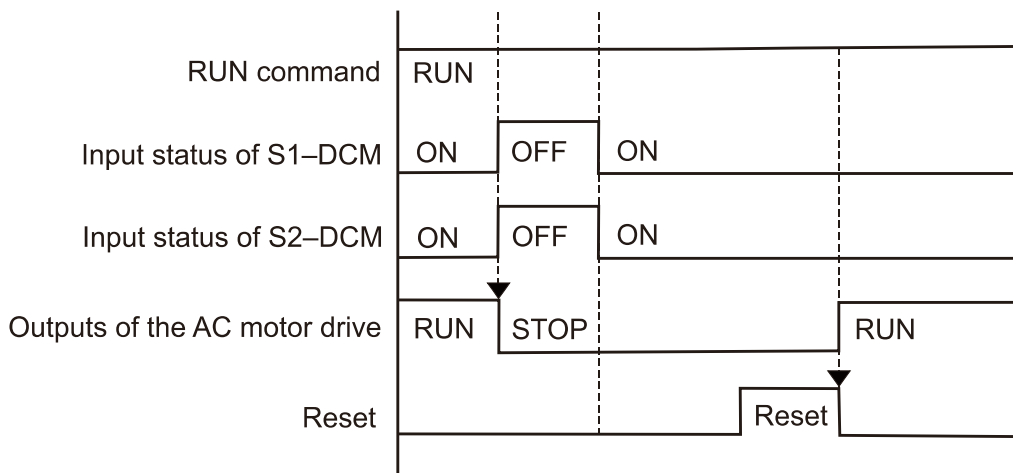 RUN command RUN
Input status of S1–DCM ON OFF ON
Input status of S2–DCM ON OFF ON
Outputs of the AC motor drive RUN STOP RUN
Reset Reset